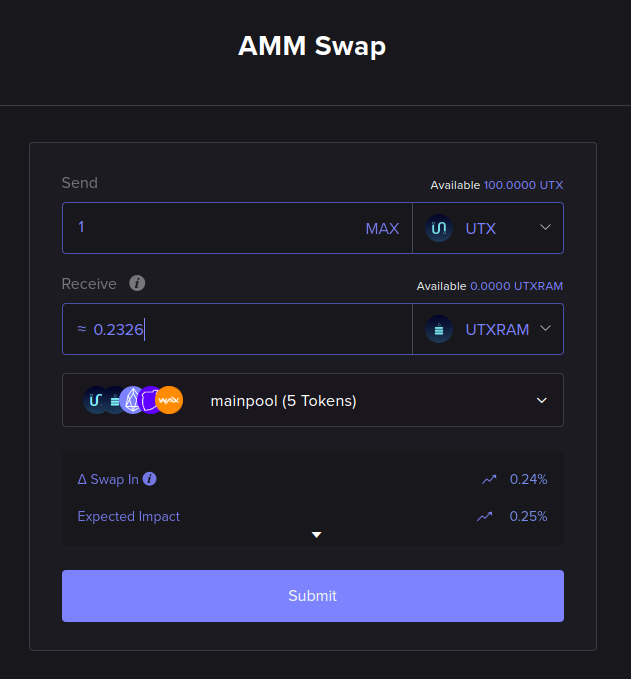 AMM Swap
Send
Available 100.0000 UTX
1 MAX UTX
Receive i
Available 0.0000 UTXRAM
≈ 0.2326 UTXRAM
mainpool (5 Tokens)
Δ Swap In i 0.24%
Expected Impact 0.25%
Submit